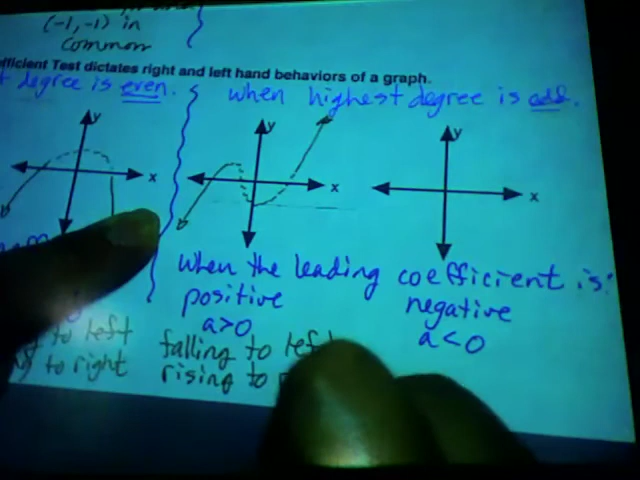 (-1,-1) in
common
efficient Test dictates right and left hand behaviors of a graph.
degree is even.
when highest degree is odd.
y
x
y
x
y
x
when the leading coefficient is:
positive
negative
a>0
a<0
to left
to right
falling to left
rising to